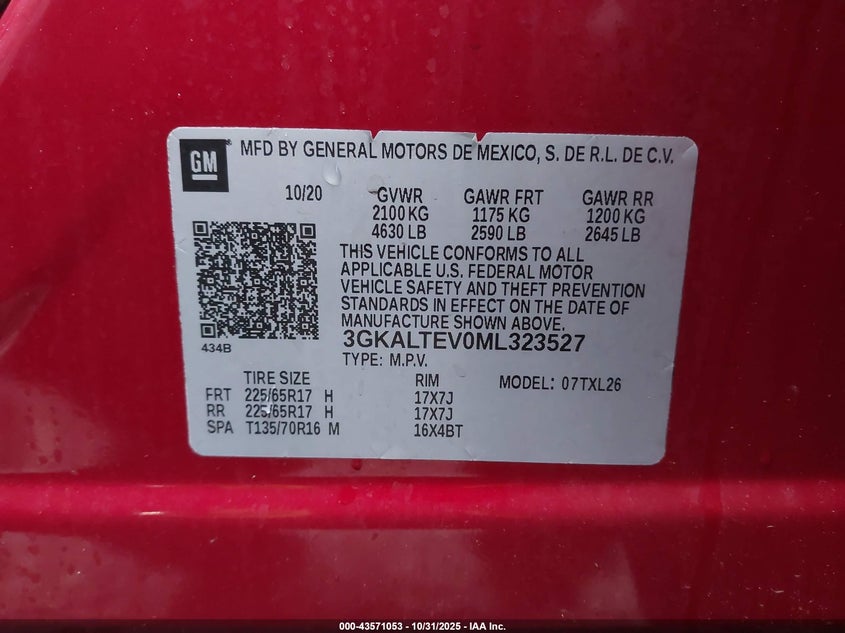 GM
MFD BY GENERAL MOTORS DE MEXICO, S. DE R.L. DE C.V.
10/20 GVWR GAWR FRT GAWR RR
2100 KG 1175 KG 1200 KG
4630 LB 2590 LB 2645 LB
THIS VEHICLE CONFORMS TO ALL
APPLICABLE U.S. FEDERAL MOTOR
VEHICLE SAFETY AND THEFT PREVENTION
STANDARDS IN EFFECT ON THE DATE OF
MANUFACTURE SHOWN ABOVE.
434B
3GKALTEV0ML323527
TYPE: M.P.V.
TIRE SIZE RIM MODEL: 07TXL26
FRT 225/65R17 H 17X7J
RR 225/65R17 H 17X7J
SPA T135/70R16 M 16X4BT
000-43571053 - 10/31/2025 - IAA Inc.